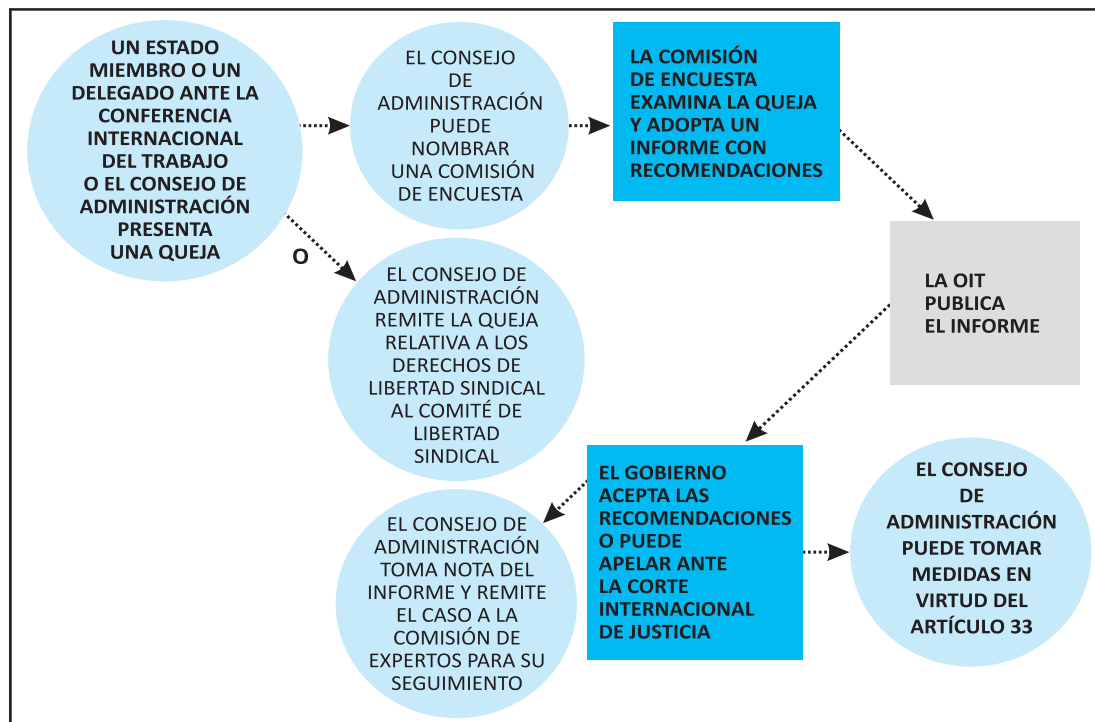 UN ESTADO
MIEMBRO O UN
DELEGADO ANTE LA
CONFERENCIA
INTERNACIONAL
DEL TRABAJO
O EL CONSEJO DE
ADMINISTRACIÓN
PRESENTA
UNA QUEJA
EL CONSEJO
DE
ADMINISTRACIÓN
PUEDE
NOMBRAR
UNA COMISIÓN
DE ENCUESTA
LA COMISIÓN
DE ENCUESTA
EXAMINA LA QUEJA
Y ADOPTA UN
INFORME CON
RECOMENDACIONES
O
EL CONSEJO DE
ADMINISTRACIÓN
REMITE LA QUEJA
RELATIVA A LOS
DERECHOS DE
LIBERTAD SINDICAL
AL COMITÉ DE
LIBERTAD
SINDICAL
LA OIT
PUBLICA
EL INFORME
EL GOBIERNO
ACEPTA LAS
RECOMENDACIONES
O PUEDE
APELAR ANTE
LA CORTE
INTERNACIONAL
DE JUSTICIA
EL CONSEJO DE
ADMINISTRACIÓN
TOMA NOTA DEL
INFORME Y REMITE
EL CASO A LA
COMISIÓN DE
EXPERTOS PARA SU
SEGUIMIENTO
EL CONSEJO
DE
ADMINISTRACIÓN
PUEDE TOMAR
MEDIDAS EN
VIRTUD DEL
ARTÍCULO 33